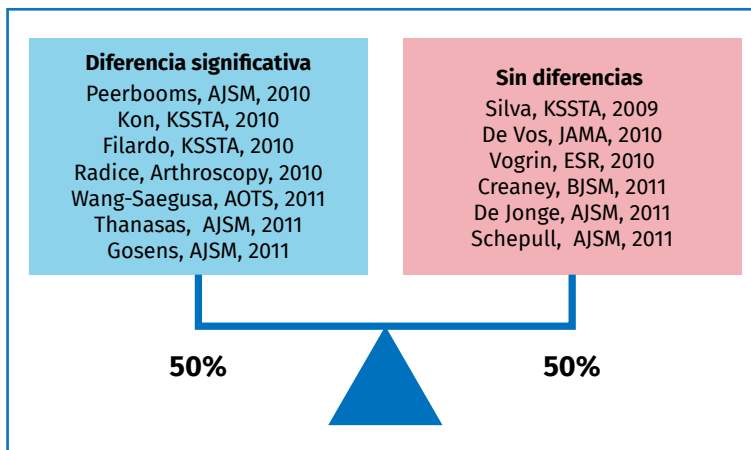 Diferencia significativa
Peerbooms, AJSM, 2010
Kon, KSSTA, 2010
Filardo, KSSTA, 2010
Radice, Arthroscopy, 2010
Wang-Saegusa, AOTS, 2011
Thanasas, AJSM, 2011
Gosens, AJSM, 2011
Sin diferencias
Silva, KSSTA, 2009
De Vos, JAMA, 2010
Vogrin, ESR, 2010
Creaney, BJSM, 2011
De Jonge, AJSM, 2011
Schepull, AJSM, 2011
50%
50%